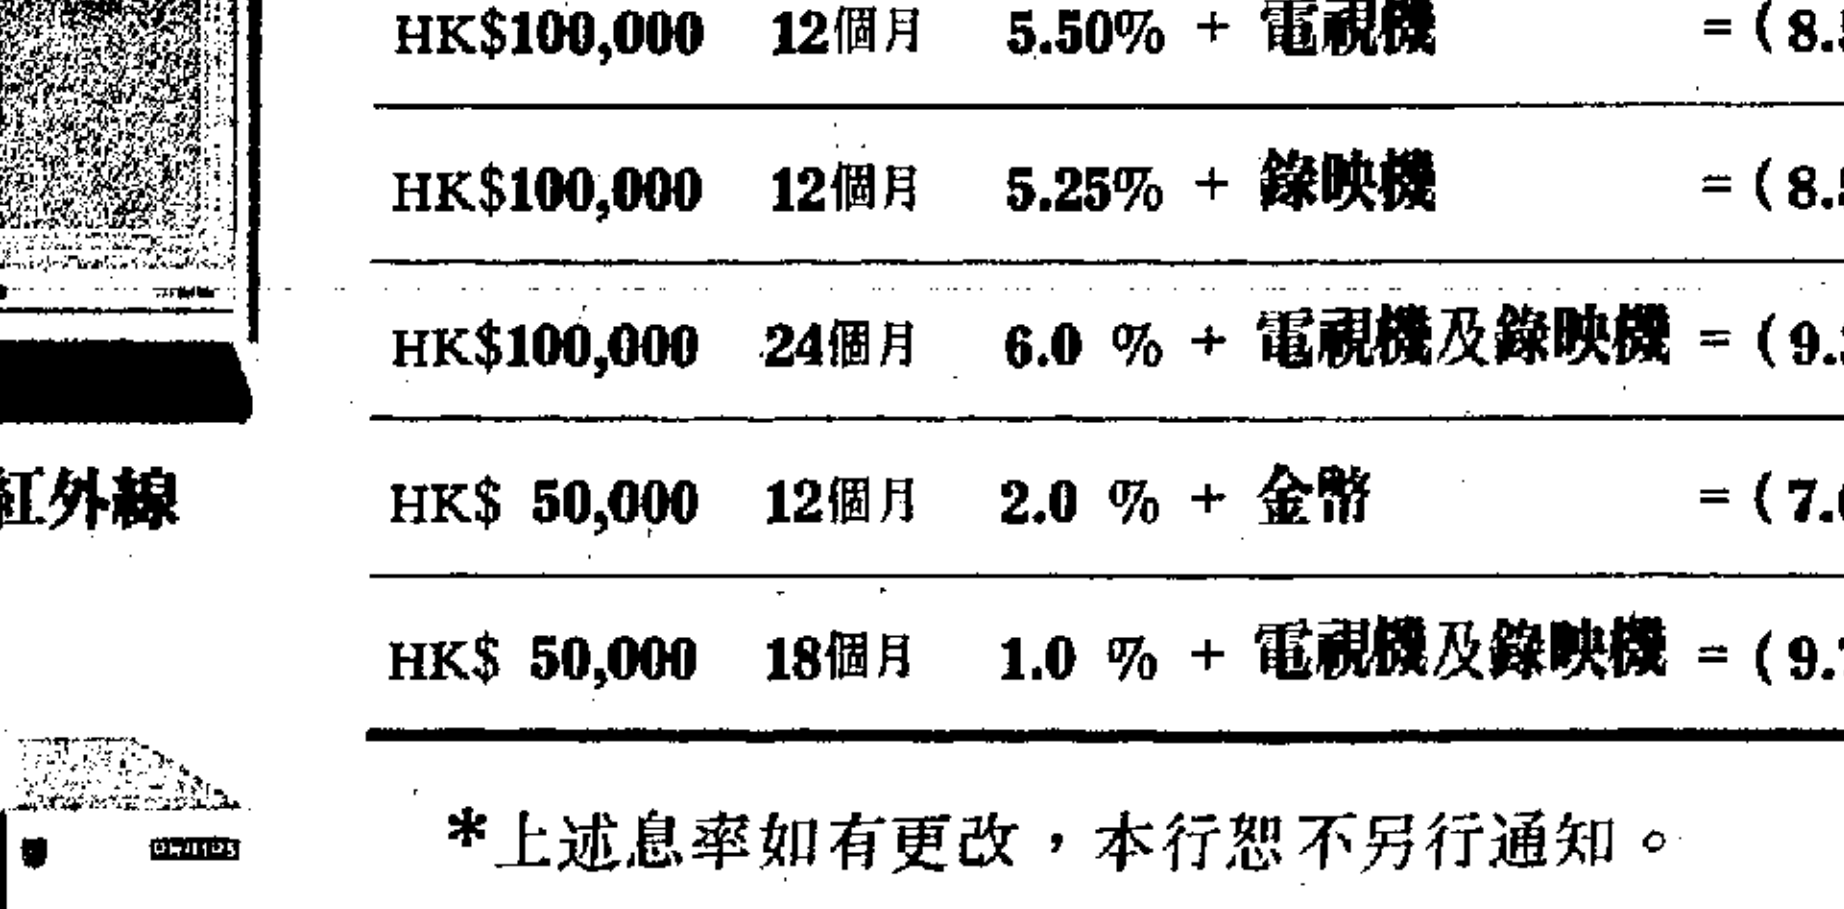 HK$100,000 12個月 5.50% + 電視機 = (8.
HK$100,000 12個月 5.25% + 錄映機 = (8.
HK$100,000 24個月 6.0 % + 電視機及錄映機 = (9.
HK$ 50,000 12個月 2.0 % + 金幣 = (7.
紅外線
HK$ 50,000 18個月 1.0 % + 電視機及錄映機 = (9.
*上述息率如有更改，本行恕不另行通知。